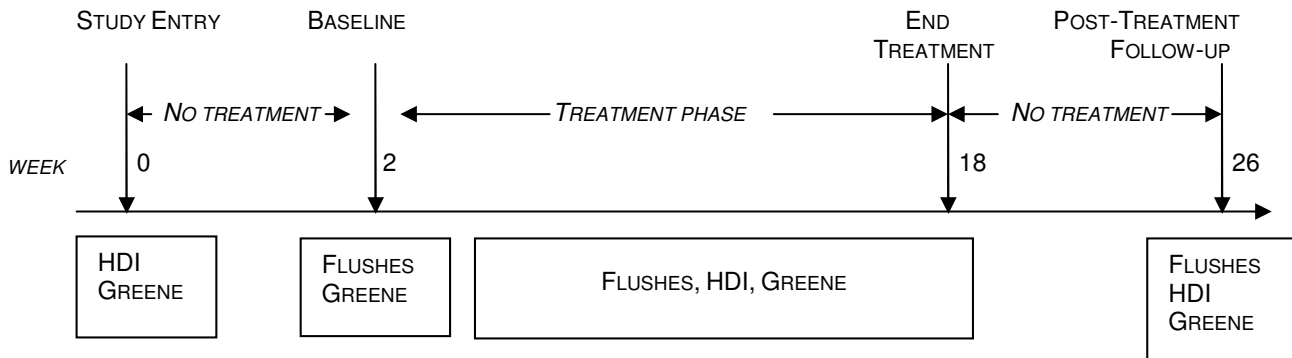 STUDY ENTRY BASELINE END TREATMENT POST-TREATMENT FOLLOW-UP
NO TREATMENT TREATMENT PHASE NO TREATMENT
WEEK 0 2 18 26
HDI
GREENE
FLUSHES
GREENE
FLUSHES, HDI, GREENE
FLUSHES
HDI
GREENE